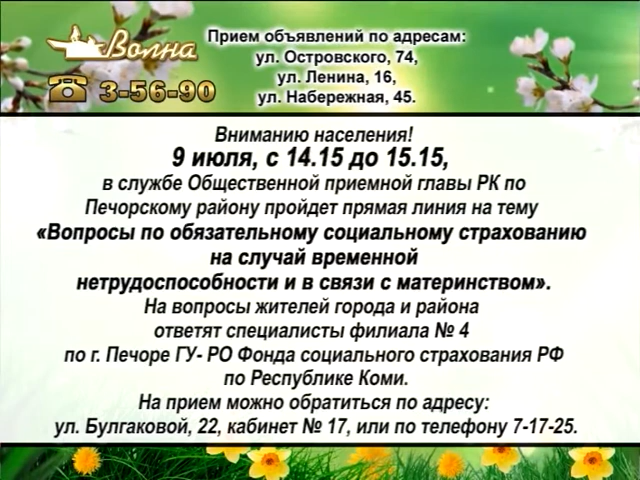 Волна
3-56-90
Прием объявлений по адресам:
ул. Островского, 74,
ул. Ленина, 16,
ул. Набережная, 45.
Вниманию населения!
9 июля, с 14.15 до 15.15,
в службе Общественной приемной главы РК по
Печорскому району пройдет прямая линия на тему
«Вопросы по обязательному социальному страхованию
на случай временной
нетрудоспособности и в связи с материнством».
На вопросы жителей города и района
ответят специалисты филиала № 4
по г. Печоре ГУ- РО Фонда социального страхования РФ
по Республике Коми.
На прием можно обратиться по адресу:
ул. Булгаковой, 22, кабинет № 17, или по телефону 7-17-25.